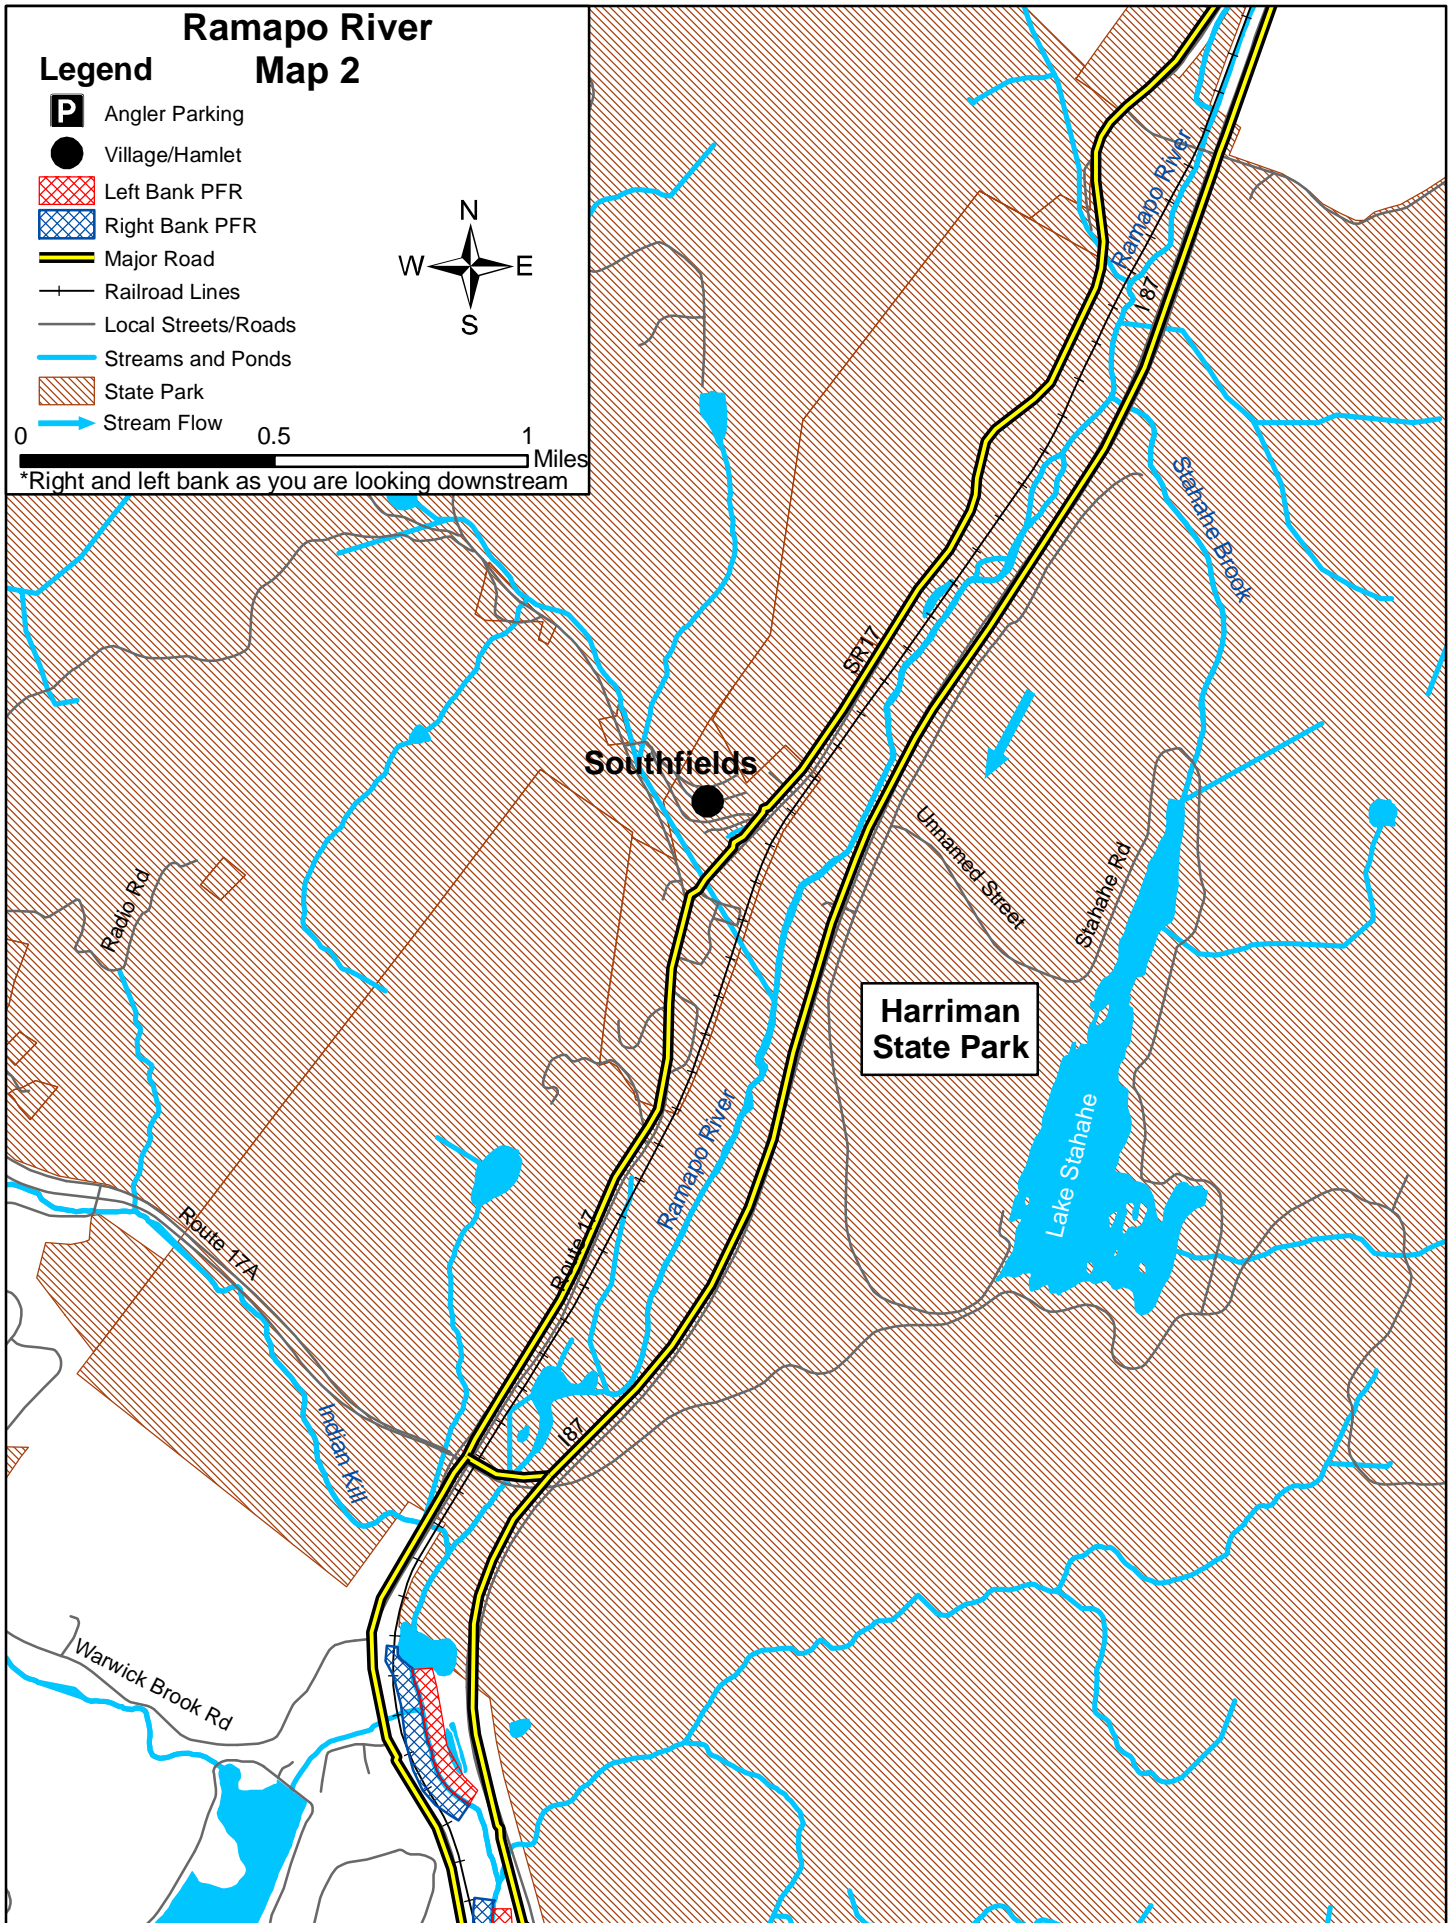 Ramapo River
Map 2
Legend
P Angler Parking
Village/Hamlet
Left Bank PFR
Right Bank PFR
Major Road
Railroad Lines
Local Streets/Roads
Streams and Ponds
State Park
Stream Flow
N
W E
S
0 0.5 1
Miles
*Right and left bank as you are looking downstream
Ramapo River
I 87
Stahahe Brook
SR17
Southfields
Unnamed Street
Stahahe Rd
Radio Rd
Harriman
State Park
Ramapo River
Lake Stahahe
Route 17A
Route 17
I87
Indian Kill
Warwick Brook Rd